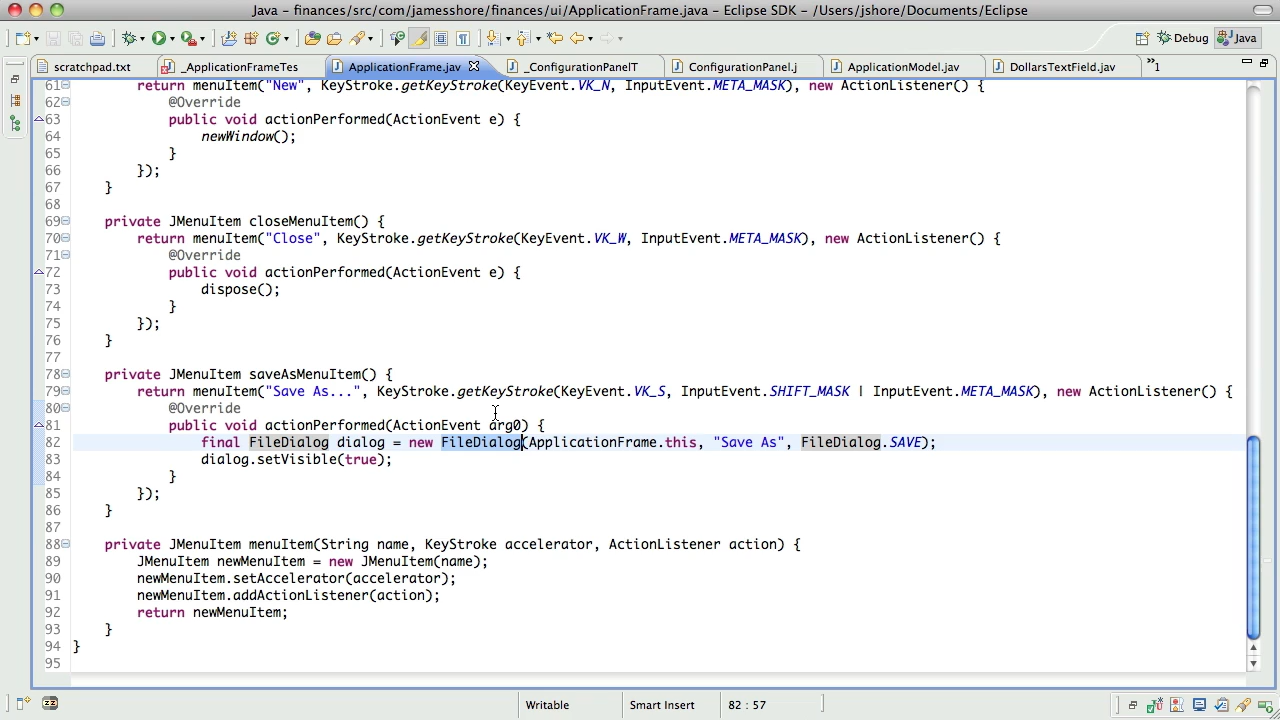 Java – finances/src/com/jamesshore/finances/ui/ApplicationFrame.java – Eclipse SDK – /Users/jshore/Documents/Eclipse
Debug Java
scratchpad.txt _ApplicationFrameTes ApplicationFrame.jav _ConfigurationPanelT ConfigurationPanel.j ApplicationModel.jav DollarsTextField.jav »1
61 return menuItem("New", KeyStroke.getKeyStroke(KeyEvent.VK_N, InputEvent.META_MASK), new ActionListener() {
62 @Override
63 public void actionPerformed(ActionEvent e) {
64 newWindow();
65 }
66 });
67 }
68
69 private JMenuItem closeMenuItem() {
70 return menuItem("Close", KeyStroke.getKeyStroke(KeyEvent.VK_W, InputEvent.META_MASK), new ActionListener() {
71 @Override
72 public void actionPerformed(ActionEvent e) {
73 dispose();
74 }
75 });
76 }
77
78 private JMenuItem saveAsMenuItem() {
79 return menuItem("Save As...", KeyStroke.getKeyStroke(KeyEvent.VK_S, InputEvent.SHIFT_MASK | InputEvent.META_MASK), new ActionListener() {
80 @Override
81 public void actionPerformed(ActionEvent arg0) {
82 final FileDialog dialog = new FileDialog(ApplicationFrame.this, "Save As", FileDialog.SAVE);
83 dialog.setVisible(true);
84 }
85 });
86 }
87
88 private JMenuItem menuItem(String name, KeyStroke accelerator, ActionListener action) {
89 JMenuItem newMenuItem = new JMenuItem(name);
90 newMenuItem.setAccelerator(accelerator);
91 newMenuItem.addActionListener(action);
92 return newMenuItem;
93 }
94 }
95
Writable Smart Insert 82 : 57